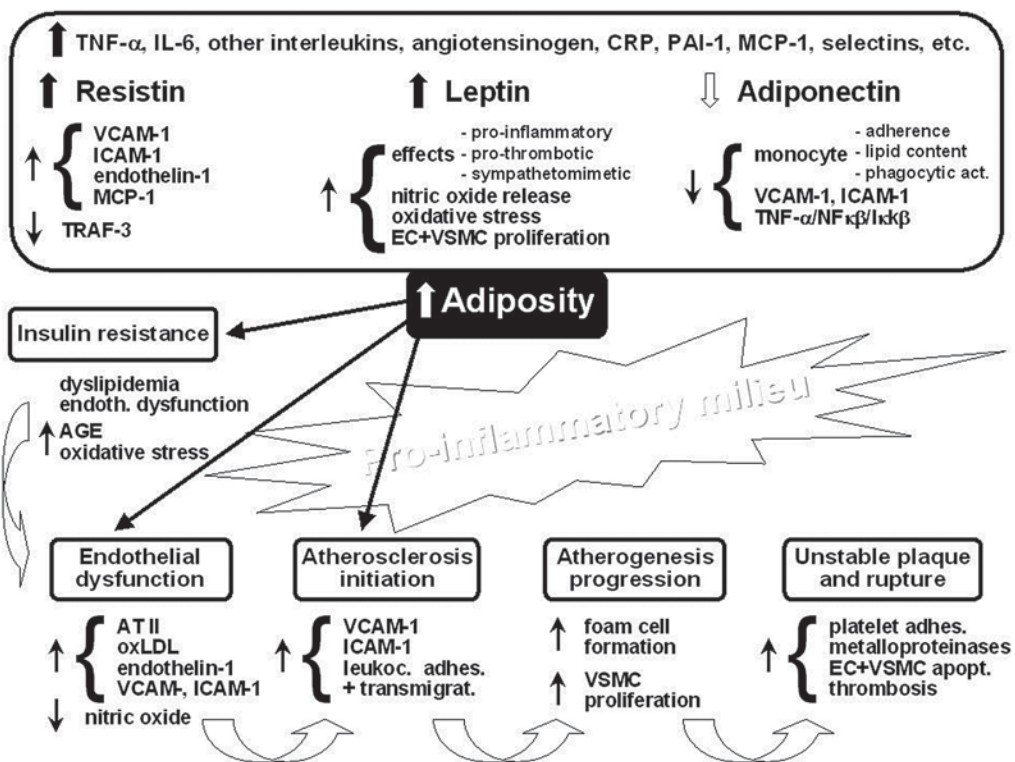 ↑ TNF-α, IL-6, other interleukins, angiotensinogen, CRP, PAI-1, MCP-1, selectins, etc.
↑ Resistin
↑
VCAM-1
ICAM-1
endothelin-1
MCP-1
↓ TRAF-3
↑ Leptin
↑
effects
- pro-inflammatory
- pro-thrombotic
- sympathetomimetic
nitric oxide release
oxidative stress
EC+VSMC proliferation
⇩ Adiponectin
↓
monocyte
- adherence
- lipid content
- phagocytic act.
VCAM-1, ICAM-1
TNF-α/NFκβ/Iκkβ
↑ Adiposity
Insulin resistance
dyslipidemia
endoth. dysfunction
↑ AGE
oxidative stress
Pro-inflammatory milieu
Endothelial
dysfunction
↑
AT II
oxLDL
endothelin-1
VCAM-, ICAM-1
↓ nitric oxide
Atherosclerosis
initiation
↑
VCAM-1
ICAM-1
leukoc. adhes.
+ transmigrat.
Atherogenesis
progression
↑ foam cell
formation
↑ VSMC
proliferation
Unstable plaque
and rupture
↑
platelet adhes.
metalloproteinases
EC+VSMC apopt.
thrombosis